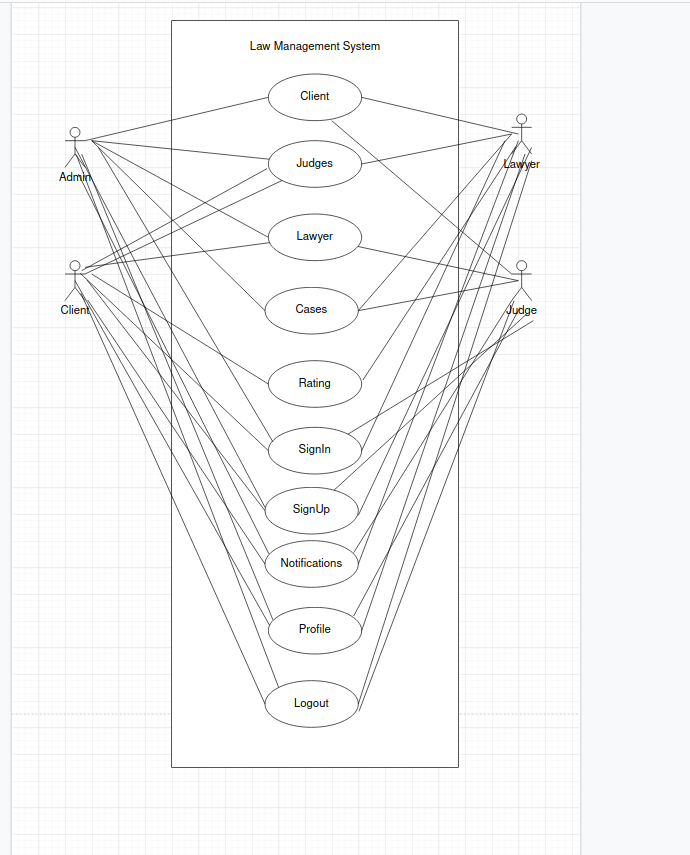 Law Management System
Client
Judges
Admin
Lawyer
Lawyer
Client
Judge
Cases
Rating
SignIn
SignUp
Notifications
Profile
Logout